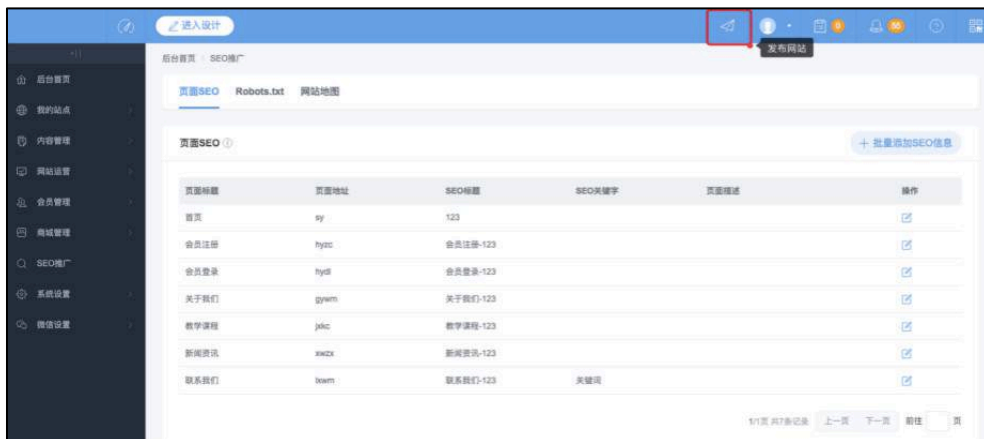 进入设计
发布网站
后台首页 / SEO推广
后台首页
我的站点
内容管理
网站运营
会员管理
商城管理
SEO推广
系统设置
微信设置
页面SEO Robots.txt 网站地图
页面SEO
+ 批量添加SEO信息
页面标题 页面地址 SEO标题 SEO关键字 页面描述 操作
首页 sy 123
会员注册 hyzc 会员注册-123
会员登录 hydl 会员登录-123
关于我们 gywm 关于我们-123
教学课程 jxkc 教学课程-123
新闻资讯 xwzx 新闻资讯-123
联系我们 lxwm 联系我们-123 关键词
1/1页 共7条记录 上一页 下一页 前往 页